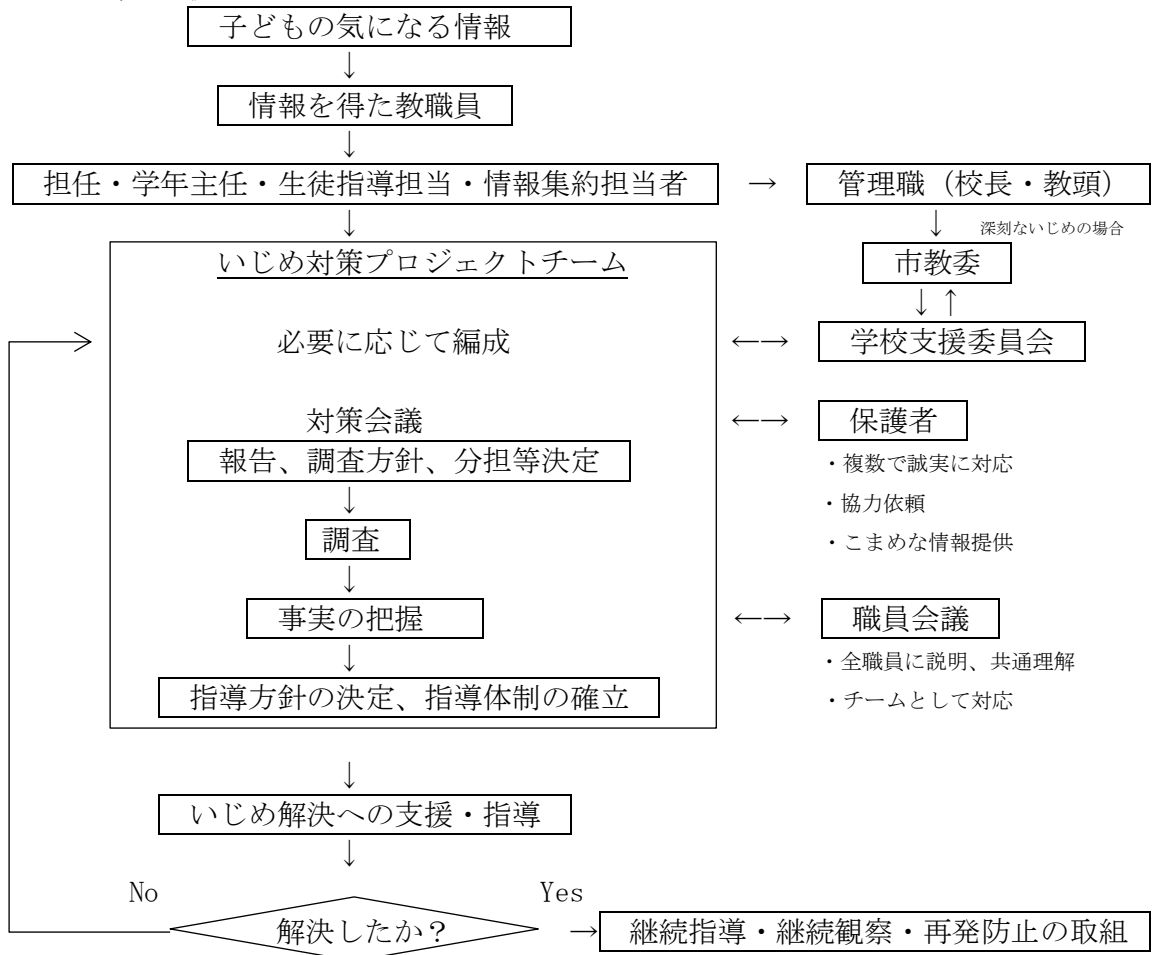 子どもの気になる情報
↓
情報を得た教職員
↓
担任・学年主任・生徒指導担当・情報集約担当者 → 管理職（校長・教頭）
↓ ↓ 深刻ないじめの場合
いじめ対策プロジェクトチーム 市教委
↓↑
必要に応じて編成 ←→ 学校支援委員会
対策会議 ←→ 保護者
報告、調査方針、分担等決定 ・複数で誠実に対応
↓ ・協力依頼
調査 ・こまめな情報提供
↓
事実の把握 ←→ 職員会議
↓ ・全職員に説明、共通理解
指導方針の決定、指導体制の確立 ・チームとして対応
↓
いじめ解決への支援・指導
↓
No Yes
解決したか？ → 継続指導・継続観察・再発防止の取組